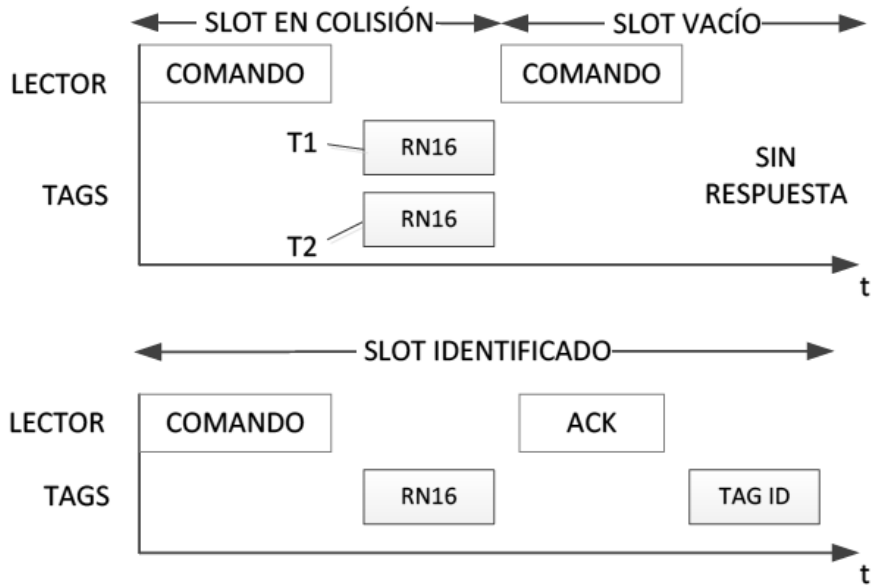 SLOT EN COLISIÓN
SLOT VACÍO
LECTOR
COMANDO
COMANDO
T1
RN16
TAGS
SIN
RESPUESTA
RN16
T2
t
SLOT IDENTIFICADO
LECTOR
COMANDO
ACK
TAGS
RN16
TAG ID
t